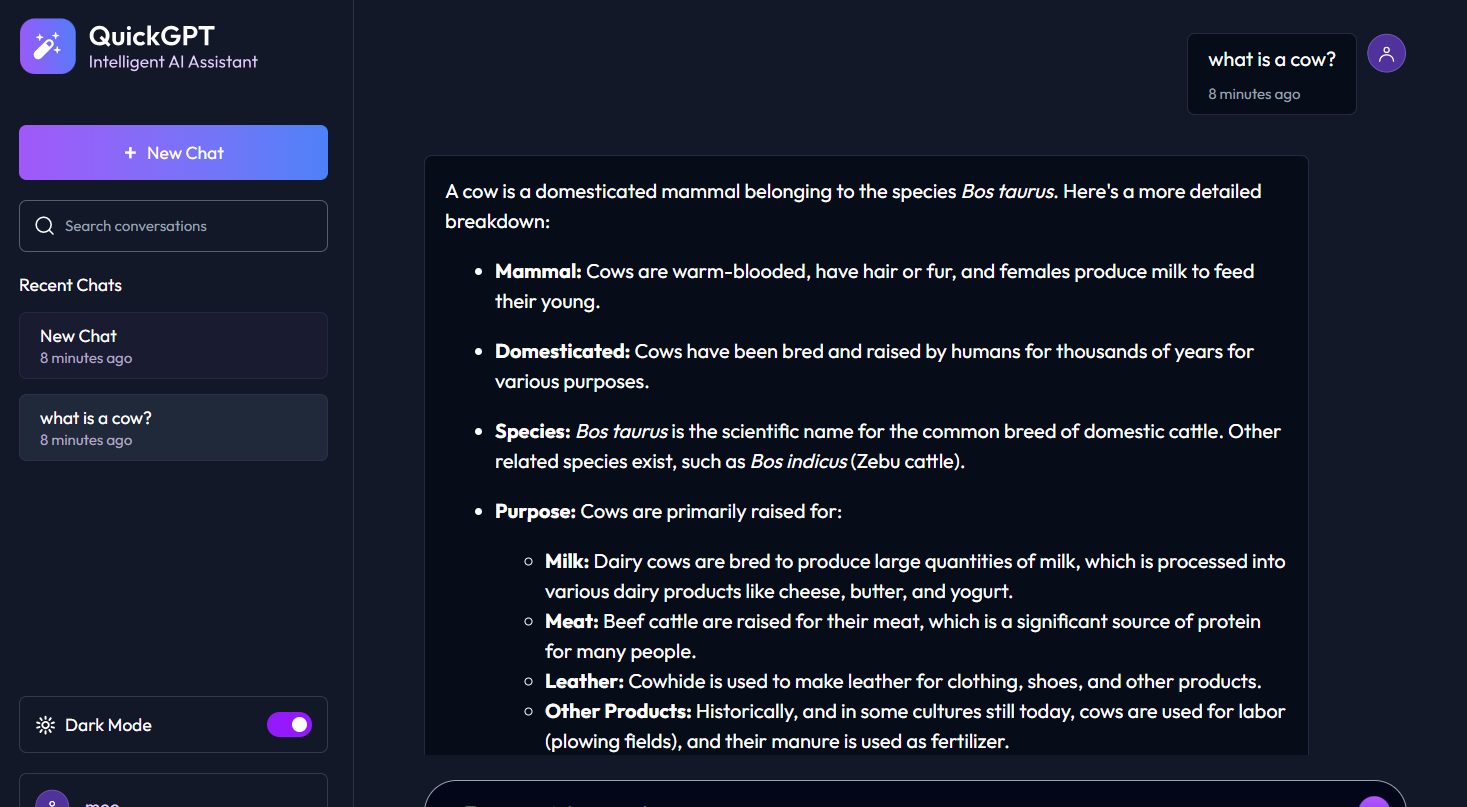 QuickGPT
Intelligent AI Assistant
+ New Chat
Search conversations
Recent Chats
New Chat
8 minutes ago
what is a cow?
8 minutes ago
Dark Mode
what is a cow?
8 minutes ago
A cow is a domesticated mammal belonging to the species Bos taurus. Here's a more detailed
breakdown:
• Mammal: Cows are warm-blooded, have hair or fur, and females produce milk to feed
their young.
• Domesticated: Cows have been bred and raised by humans for thousands of years for
various purposes.
• Species: Bos taurus is the scientific name for the common breed of domestic cattle. Other
related species exist, such as Bos indicus (Zebu cattle).
• Purpose: Cows are primarily raised for:
○ Milk: Dairy cows are bred to produce large quantities of milk, which is processed into
various dairy products like cheese, butter, and yogurt.
○ Meat: Beef cattle are raised for their meat, which is a significant source of protein
for many people.
○ Leather: Cowhide is used to make leather for clothing, shoes, and other products.
○ Other Products: Historically, and in some cultures still today, cows are used for labor
(plowing fields), and their manure is used as fertilizer.